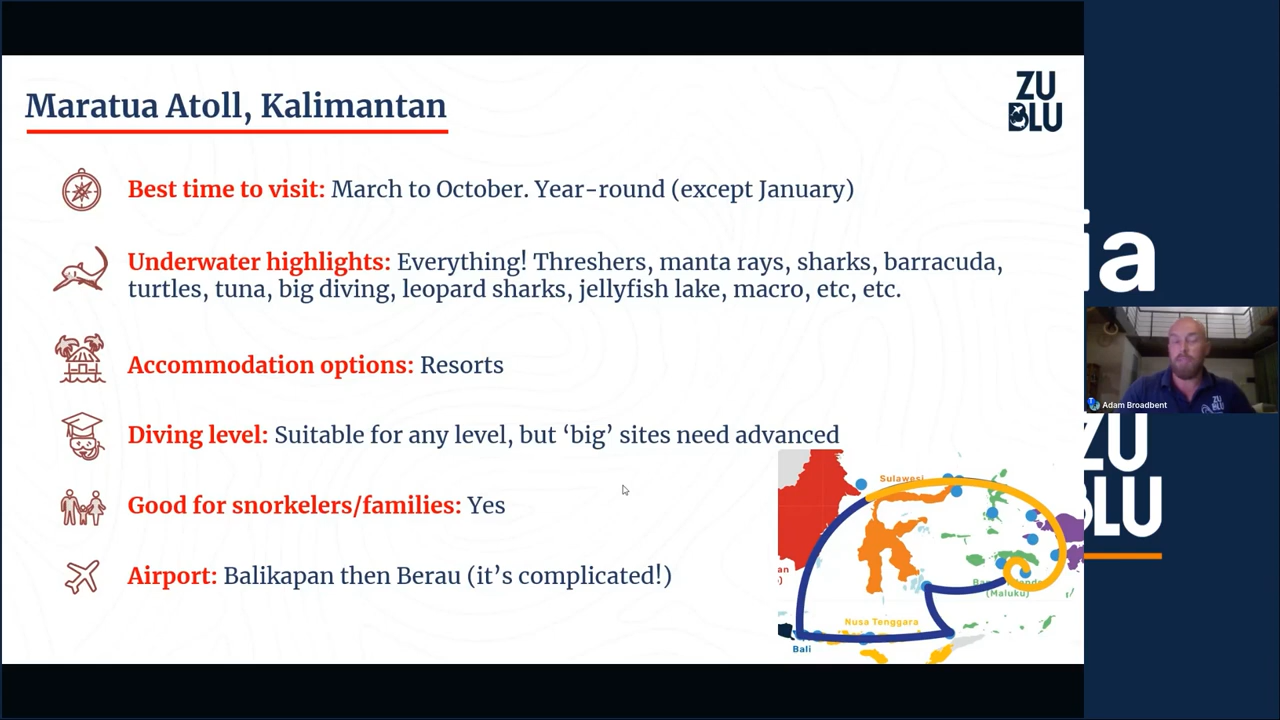 Maratua Atoll, Kalimantan
ZU
BLU
Best time to visit: March to October. Year-round (except January)
Underwater highlights: Everything! Threshers, manta rays, sharks, barracuda,
turtles, tuna, big diving, leopard sharks, jellyfish lake, macro, etc, etc.
Accommodation options: Resorts
Diving level: Suitable for any level, but ‘big’ sites need advanced
Good for snorkelers/families: Yes
Airport: Balikapan then Berau (it’s complicated!)
Sulawesi
an
(Maluku)
Nusa Tenggara
Bali
ia
Adam Broadbent
ZU
BLU
ZU
BLU